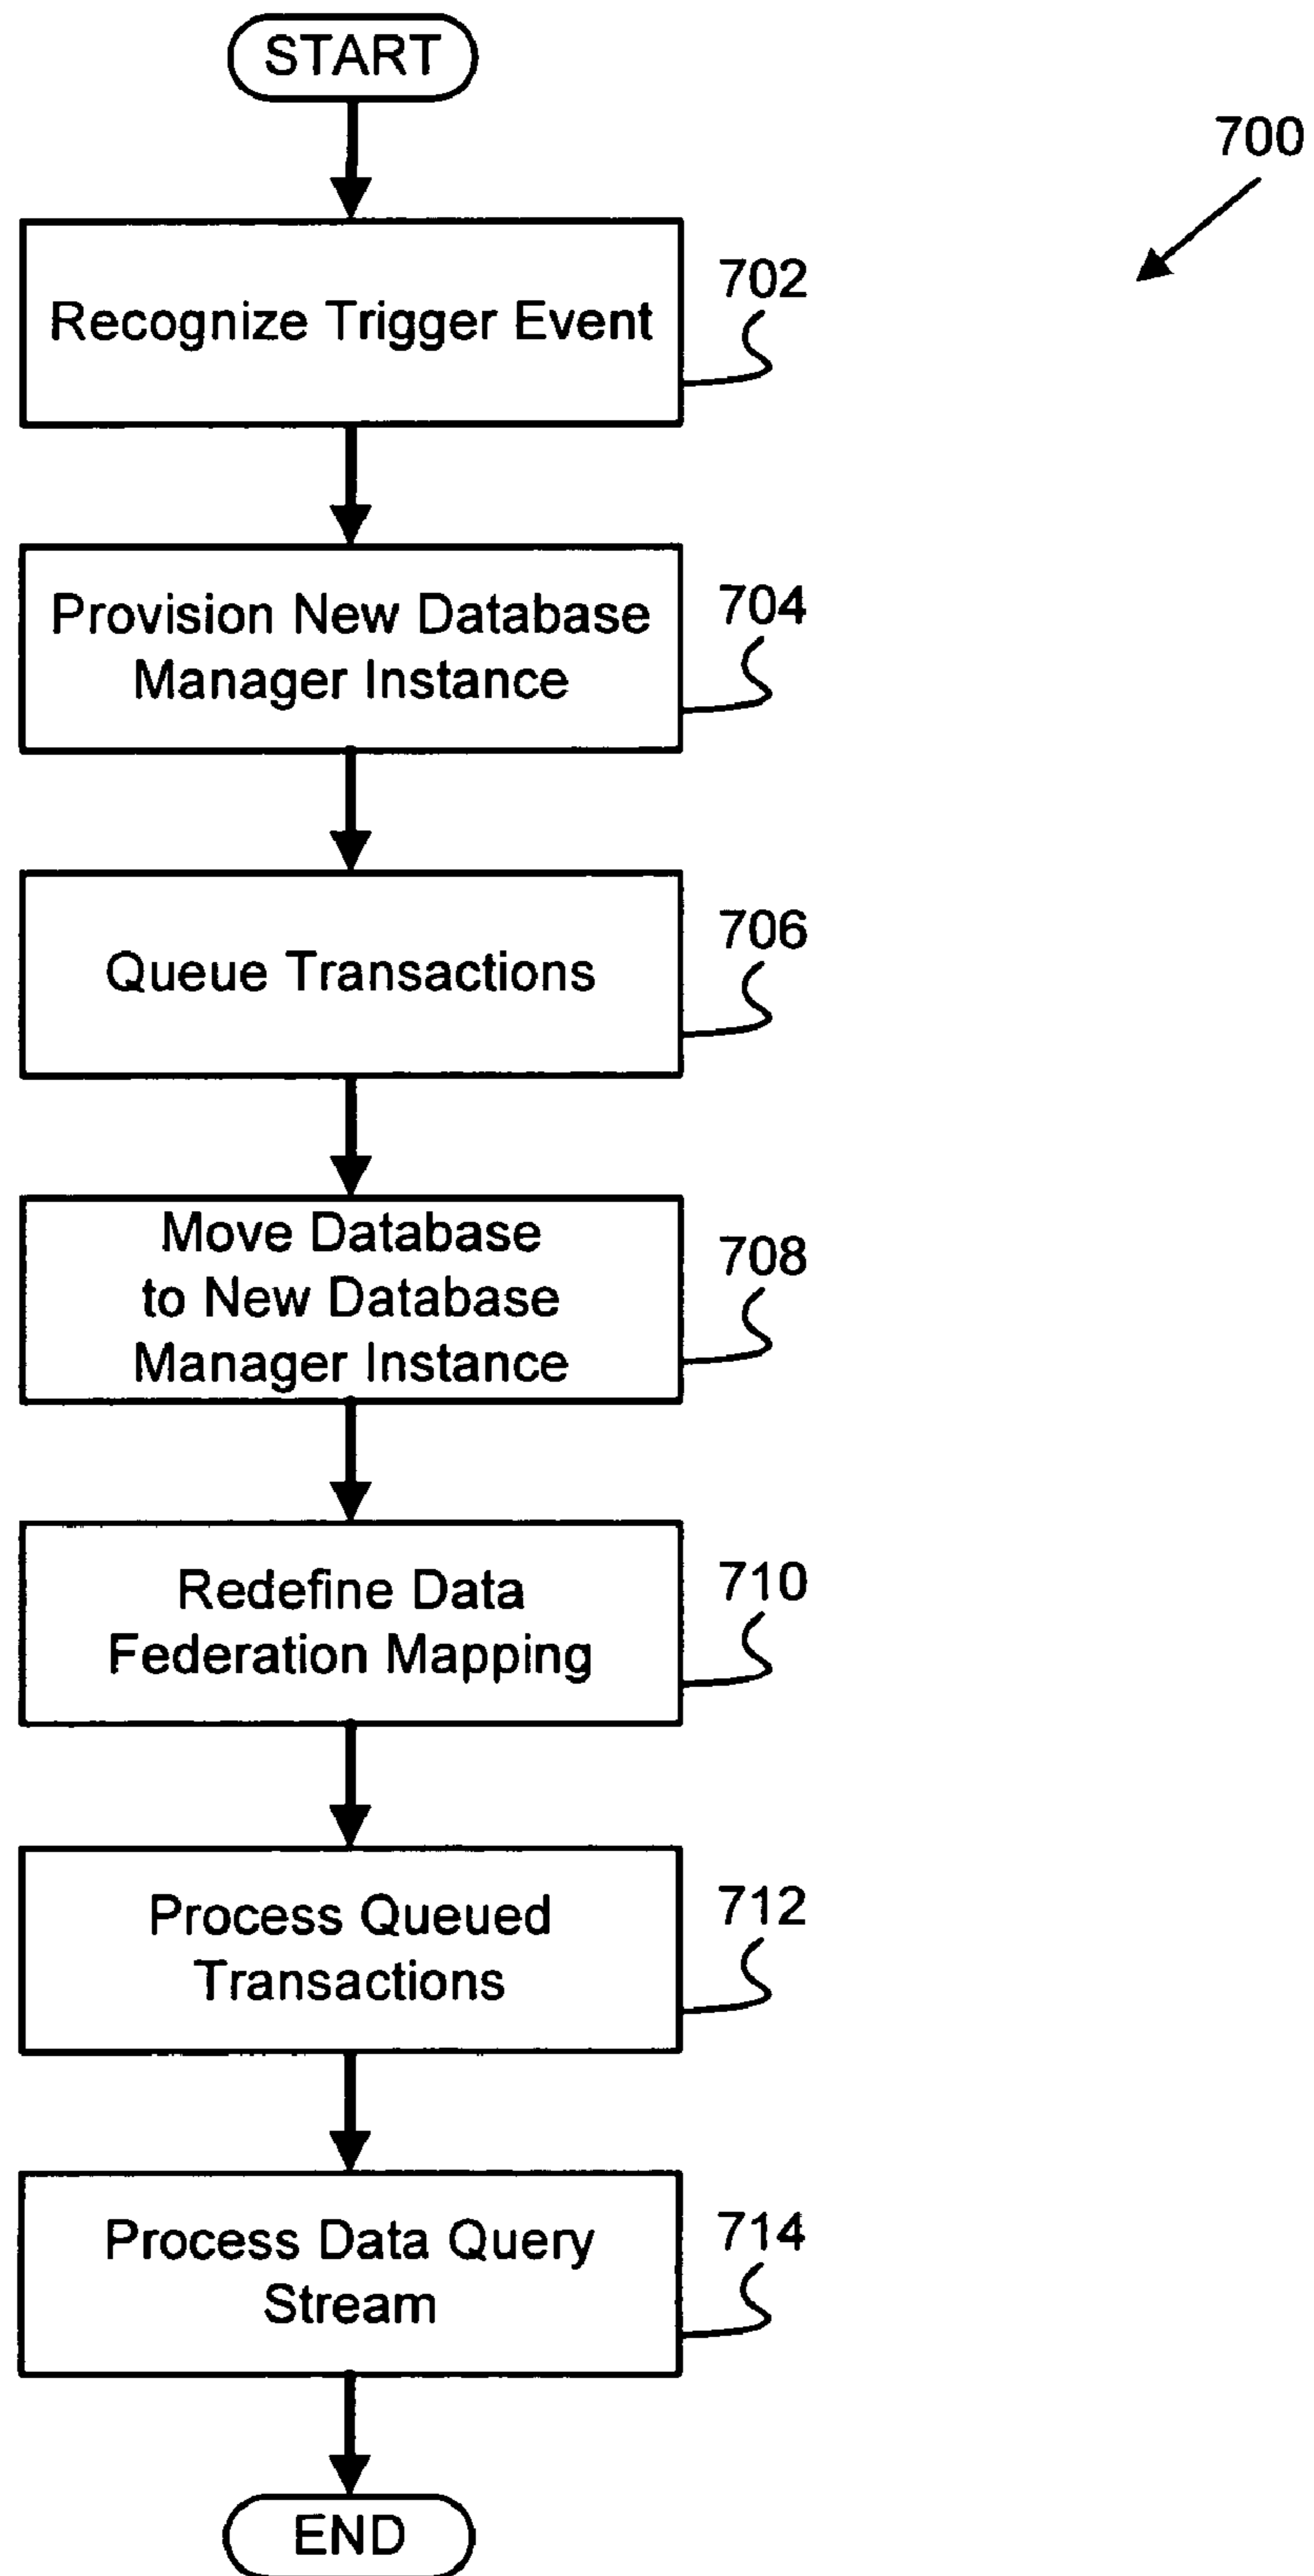 START
700
Recognize Trigger Event
702
Provision New Database
Manager Instance
704
Queue Transactions
706
Move Database
to New Database
Manager Instance
708
Redefine Data
Federation Mapping
710
Process Queued
Transactions
712
Process Data Query
Stream
714
END